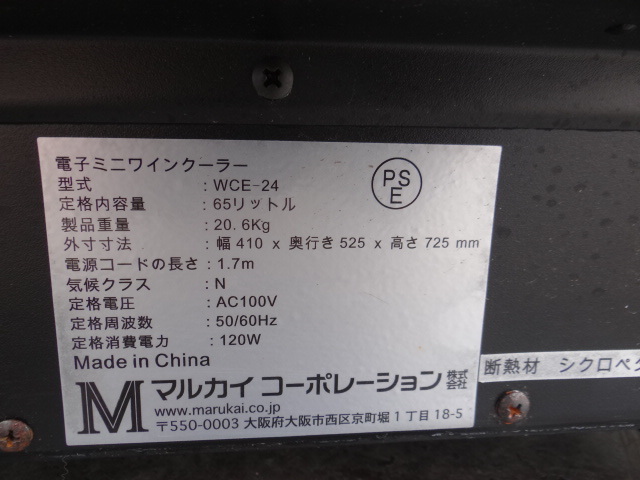 電子ミニワインクーラー
型式 : WCE-24
定格内容量 : 65リットル
製品重量 : 20.6Kg
外寸寸法 : 幅 410 x 奥行き 525 x 高さ 725 mm
電源コードの長さ : 1.7m
気候クラス : N
定格電圧 : AC100V
定格周波数 : 50/60Hz
定格消費電力 : 120W
Made in China
PSE
M マルカイ コーポレーション 株式会社
www.marukai.co.jp
〒550-0003 大阪府大阪市西区京町堀1丁目18-5
断熱材 シクロペ